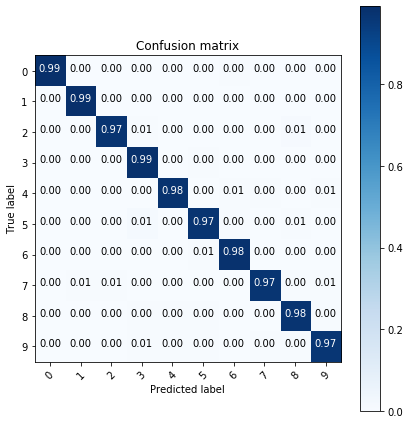 Confusion matrix
True label
0 0.99 0.00 0.00 0.00 0.00 0.00 0.00 0.00 0.00 0.00
1 0.00 0.99 0.00 0.00 0.00 0.00 0.00 0.00 0.00 0.00
2 0.00 0.00 0.97 0.01 0.00 0.00 0.00 0.00 0.01 0.00
3 0.00 0.00 0.00 0.99 0.00 0.00 0.00 0.00 0.00 0.00
4 0.00 0.00 0.00 0.00 0.98 0.00 0.01 0.00 0.00 0.01
5 0.00 0.00 0.00 0.01 0.00 0.97 0.00 0.00 0.01 0.00
6 0.00 0.00 0.00 0.00 0.00 0.01 0.98 0.00 0.00 0.00
7 0.00 0.01 0.01 0.00 0.00 0.00 0.00 0.97 0.00 0.01
8 0.00 0.00 0.00 0.00 0.00 0.00 0.00 0.00 0.98 0.00
9 0.00 0.00 0.00 0.01 0.00 0.00 0.00 0.00 0.00 0.97
0 1 2 3 4 5 6 7 8 9
Predicted label
0.8
0.6
0.4
0.2
0.0